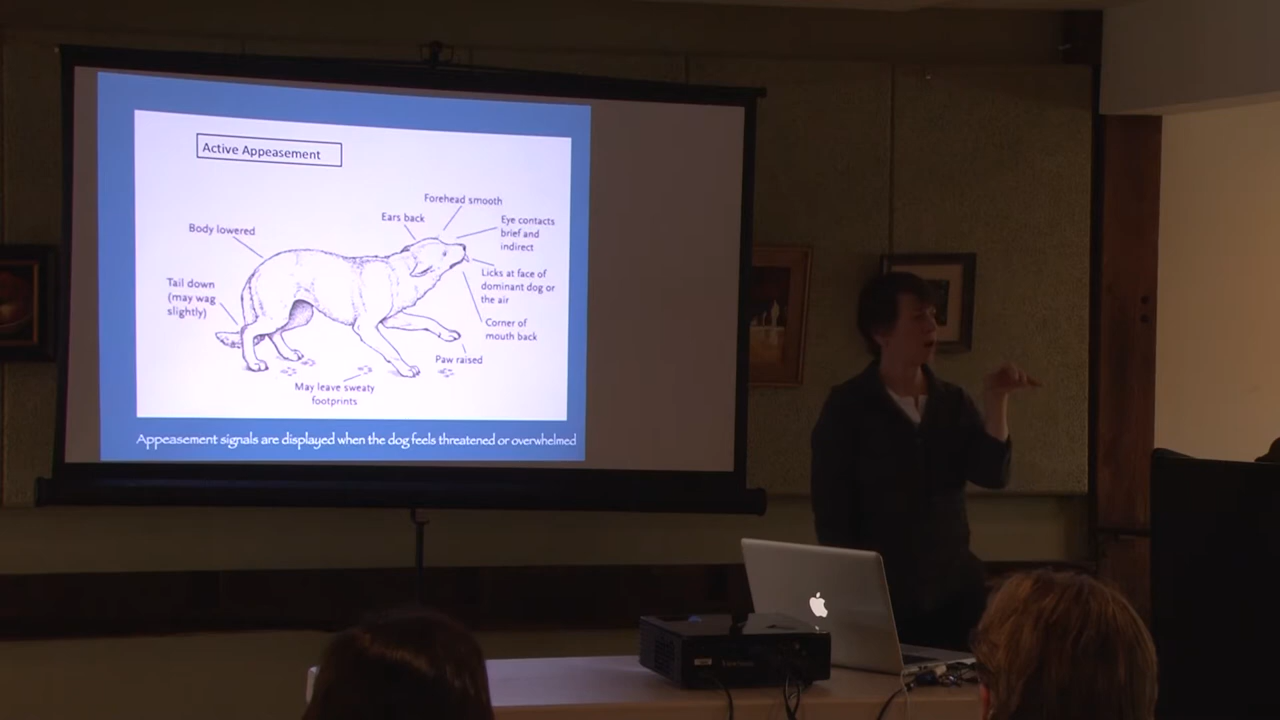 Active Appeasement
Forehead smooth
Ears back
Eye contacts
brief and
indirect
Body lowered
Licks at face of
dominant dog or
the air
Tail down
(may wag
slightly)
Corner of
mouth back
Paw raised
May leave sweaty
footprints
Appeasement signals are displayed when the dog feels threatened or overwhelmed